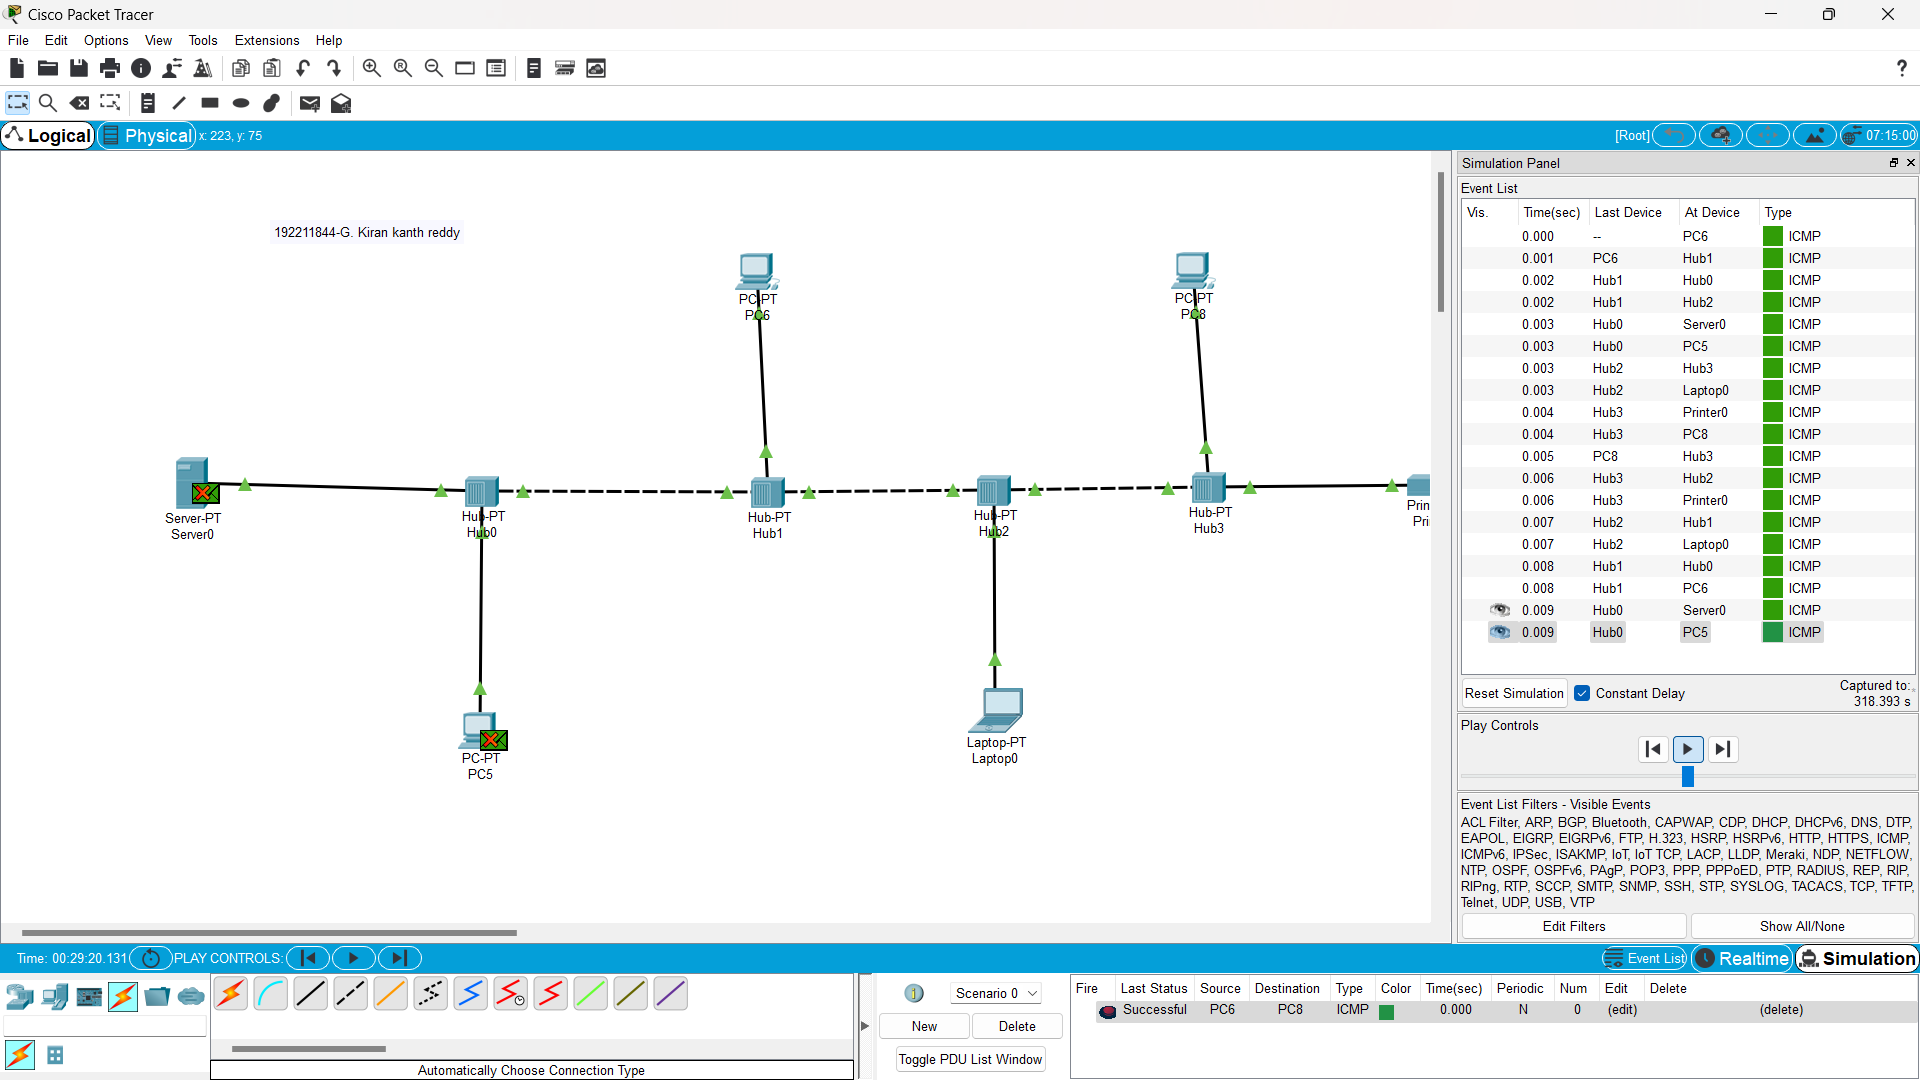 Cisco Packet Tracer
File Edit Options View Tools Extensions Help
?
Logical Physical x: 223, y: 75 [Root] 07:15:00
192211844-G. Kiran kanth reddy
PC-PT
PC6
PC-PT
PC8
Server-PT
Server0
Hub-PT
Hub0
Hub-PT
Hub1
Hub-PT
Hub2
Hub-PT
Hub3
Prin
Pri
PC-PT
PC5
Laptop-PT
Laptop0
Simulation Panel
Event List
Vis. Time(sec) Last Device At Device Type
0.000 -- PC6 ICMP
0.001 PC6 Hub1 ICMP
0.002 Hub1 Hub0 ICMP
0.002 Hub1 Hub2 ICMP
0.003 Hub0 Server0 ICMP
0.003 Hub0 PC5 ICMP
0.003 Hub2 Hub3 ICMP
0.003 Hub2 Laptop0 ICMP
0.004 Hub3 Printer0 ICMP
0.004 Hub3 PC8 ICMP
0.005 PC8 Hub3 ICMP
0.006 Hub3 Hub2 ICMP
0.006 Hub3 Printer0 ICMP
0.007 Hub2 Hub1 ICMP
0.007 Hub2 Laptop0 ICMP
0.008 Hub1 Hub0 ICMP
0.008 Hub1 PC6 ICMP
0.009 Hub0 Server0 ICMP
0.009 Hub0 PC5 ICMP
Reset Simulation Constant Delay Captured to:
318.393 s
Play Controls
Event List Filters - Visible Events
ACL Filter, ARP, BGP, Bluetooth, CAPWAP, CDP, DHCP, DHCPv6, DNS, DTP,
EAPOL, EIGRP, EIGRPv6, FTP, H.323, HSRP, HSRPv6, HTTP, HTTPS, ICMP,
ICMPv6, IPSec, ISAKMP, IoT, IoT TCP, LACP, LLDP, Meraki, NDP, NETFLOW,
NTP, OSPF, OSPFv6, PAgP, POP3, PPP, PPPoED, PTP, RADIUS, REP, RIP,
RIPng, RTP, SCCP, SMTP, SNMP, SSH, STP, SYSLOG, TACACS, TCP, TFTP,
Telnet, UDP, USB, VTP
Edit Filters Show All/None
Time: 00:29:20.131 PLAY CONTROLS: Event List Realtime Simulation
Automatically Choose Connection Type
Scenario 0
New Delete
Toggle PDU List Window
Fire Last Status Source Destination Type Color Time(sec) Periodic Num Edit Delete
Successful PC6 PC8 ICMP 0.000 N 0 (edit) (delete)